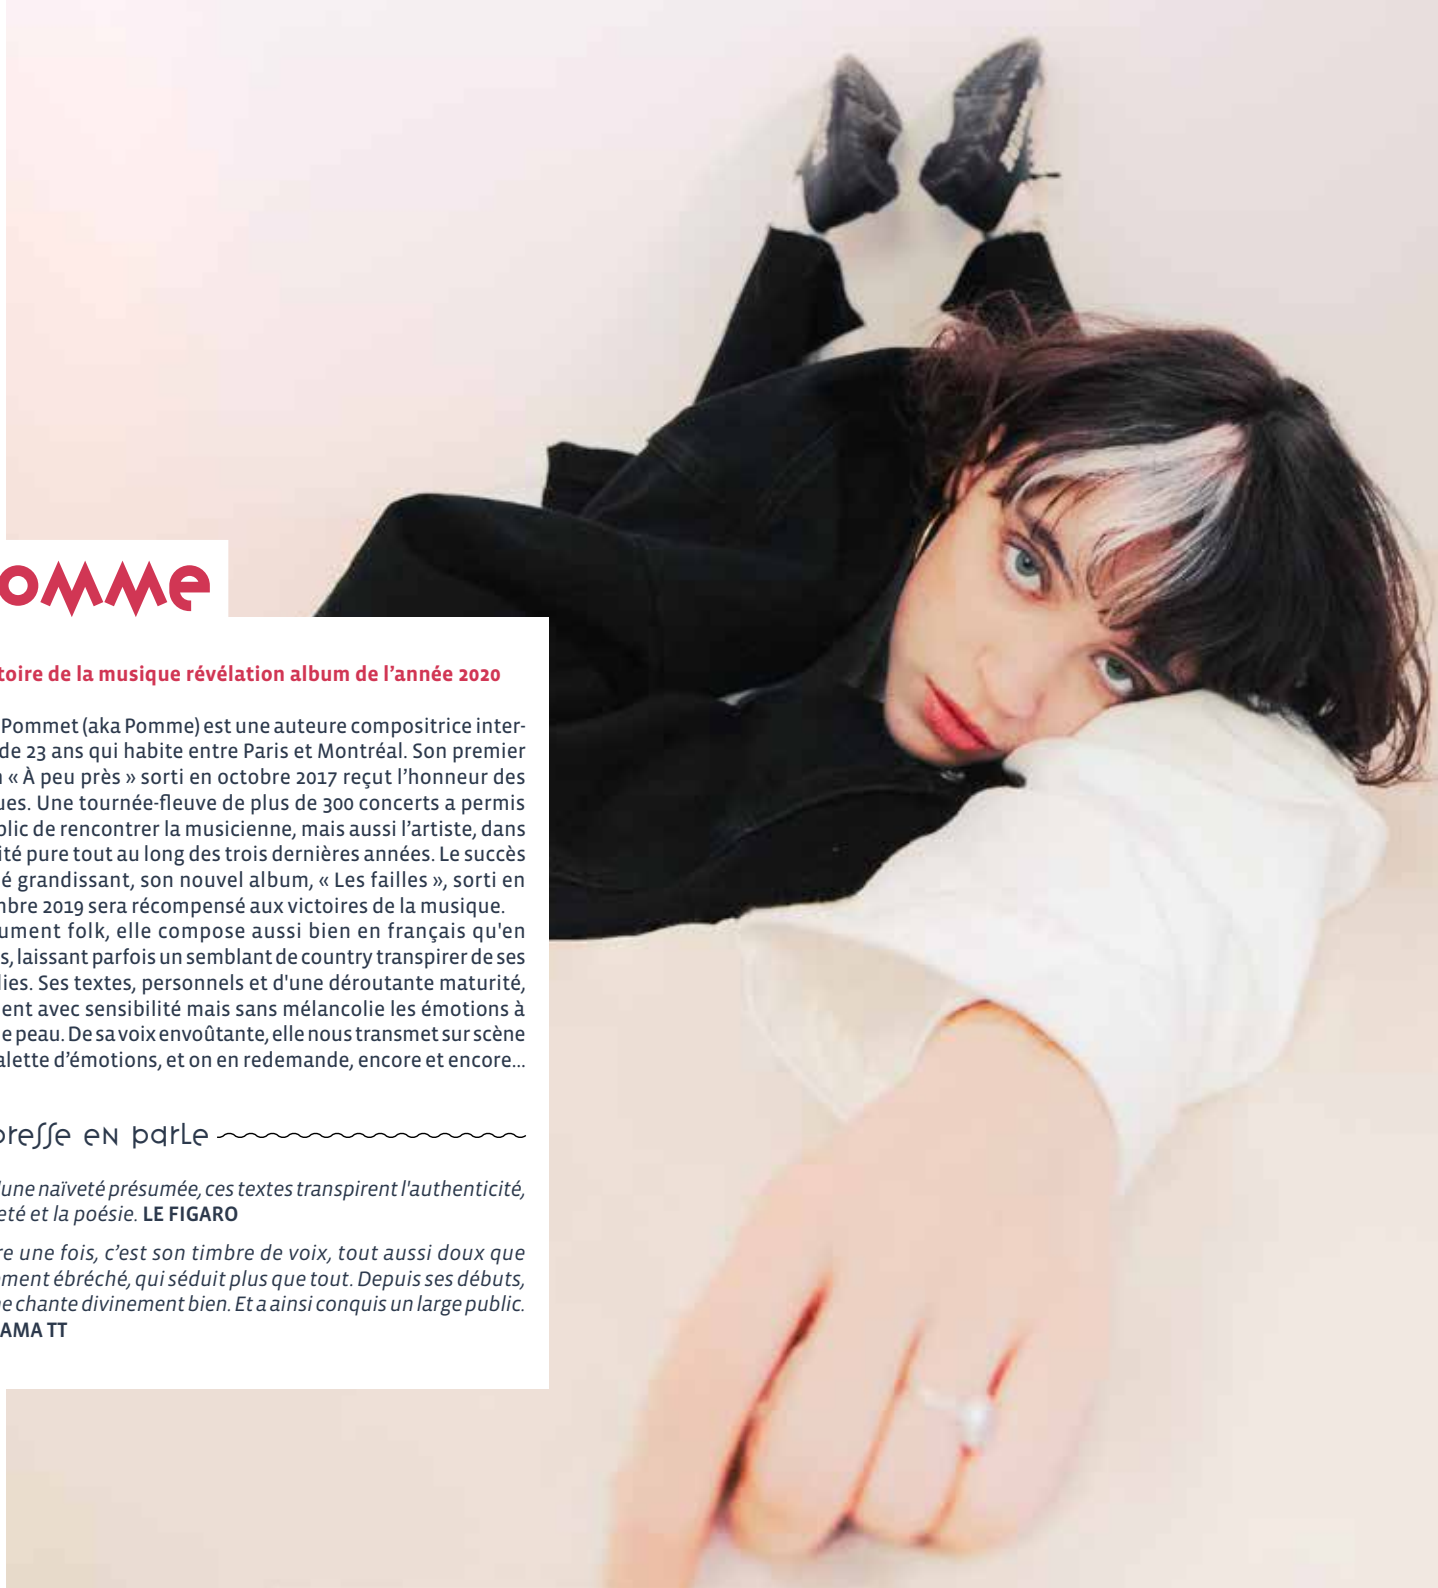 omme
toire de la musique révélation album de l’année 2020
Pommet (aka Pomme) est une auteure compositrice inter-
de 23 ans qui habite entre Paris et Montréal. Son premier
« À peu près » sorti en octobre 2017 reçut l’honneur des
ues. Une tournée-fleuve de plus de 300 concerts a permis
blic de rencontrer la musicienne, mais aussi l’artiste, dans
ité pure tout au long des trois dernières années. Le succès
é grandissant, son nouvel album, « Les failles », sorti en
mbre 2019 sera récompensé aux victoires de la musique.
ument folk, elle compose aussi bien en français qu'en
s, laissant parfois un semblant de country transpirer de ses
lies. Ses textes, personnels et d'une déroutante maturité,
ent avec sensibilité mais sans mélancolie les émotions à
e peau. De sa voix envoûtante, elle nous transmet sur scène
alette d’émotions, et on en redemande, encore et encore...
presse en parle
'une naïveté présumée, ces textes transpirent l'authenticité,
eté et la poésie. LE FIGARO
re une fois, c’est son timbre de voix, tout aussi doux que
ement ébréché, qui séduit plus que tout. Depuis ses débuts,
ne chante divinement bien. Et a ainsi conquis un large public.
AMA TT